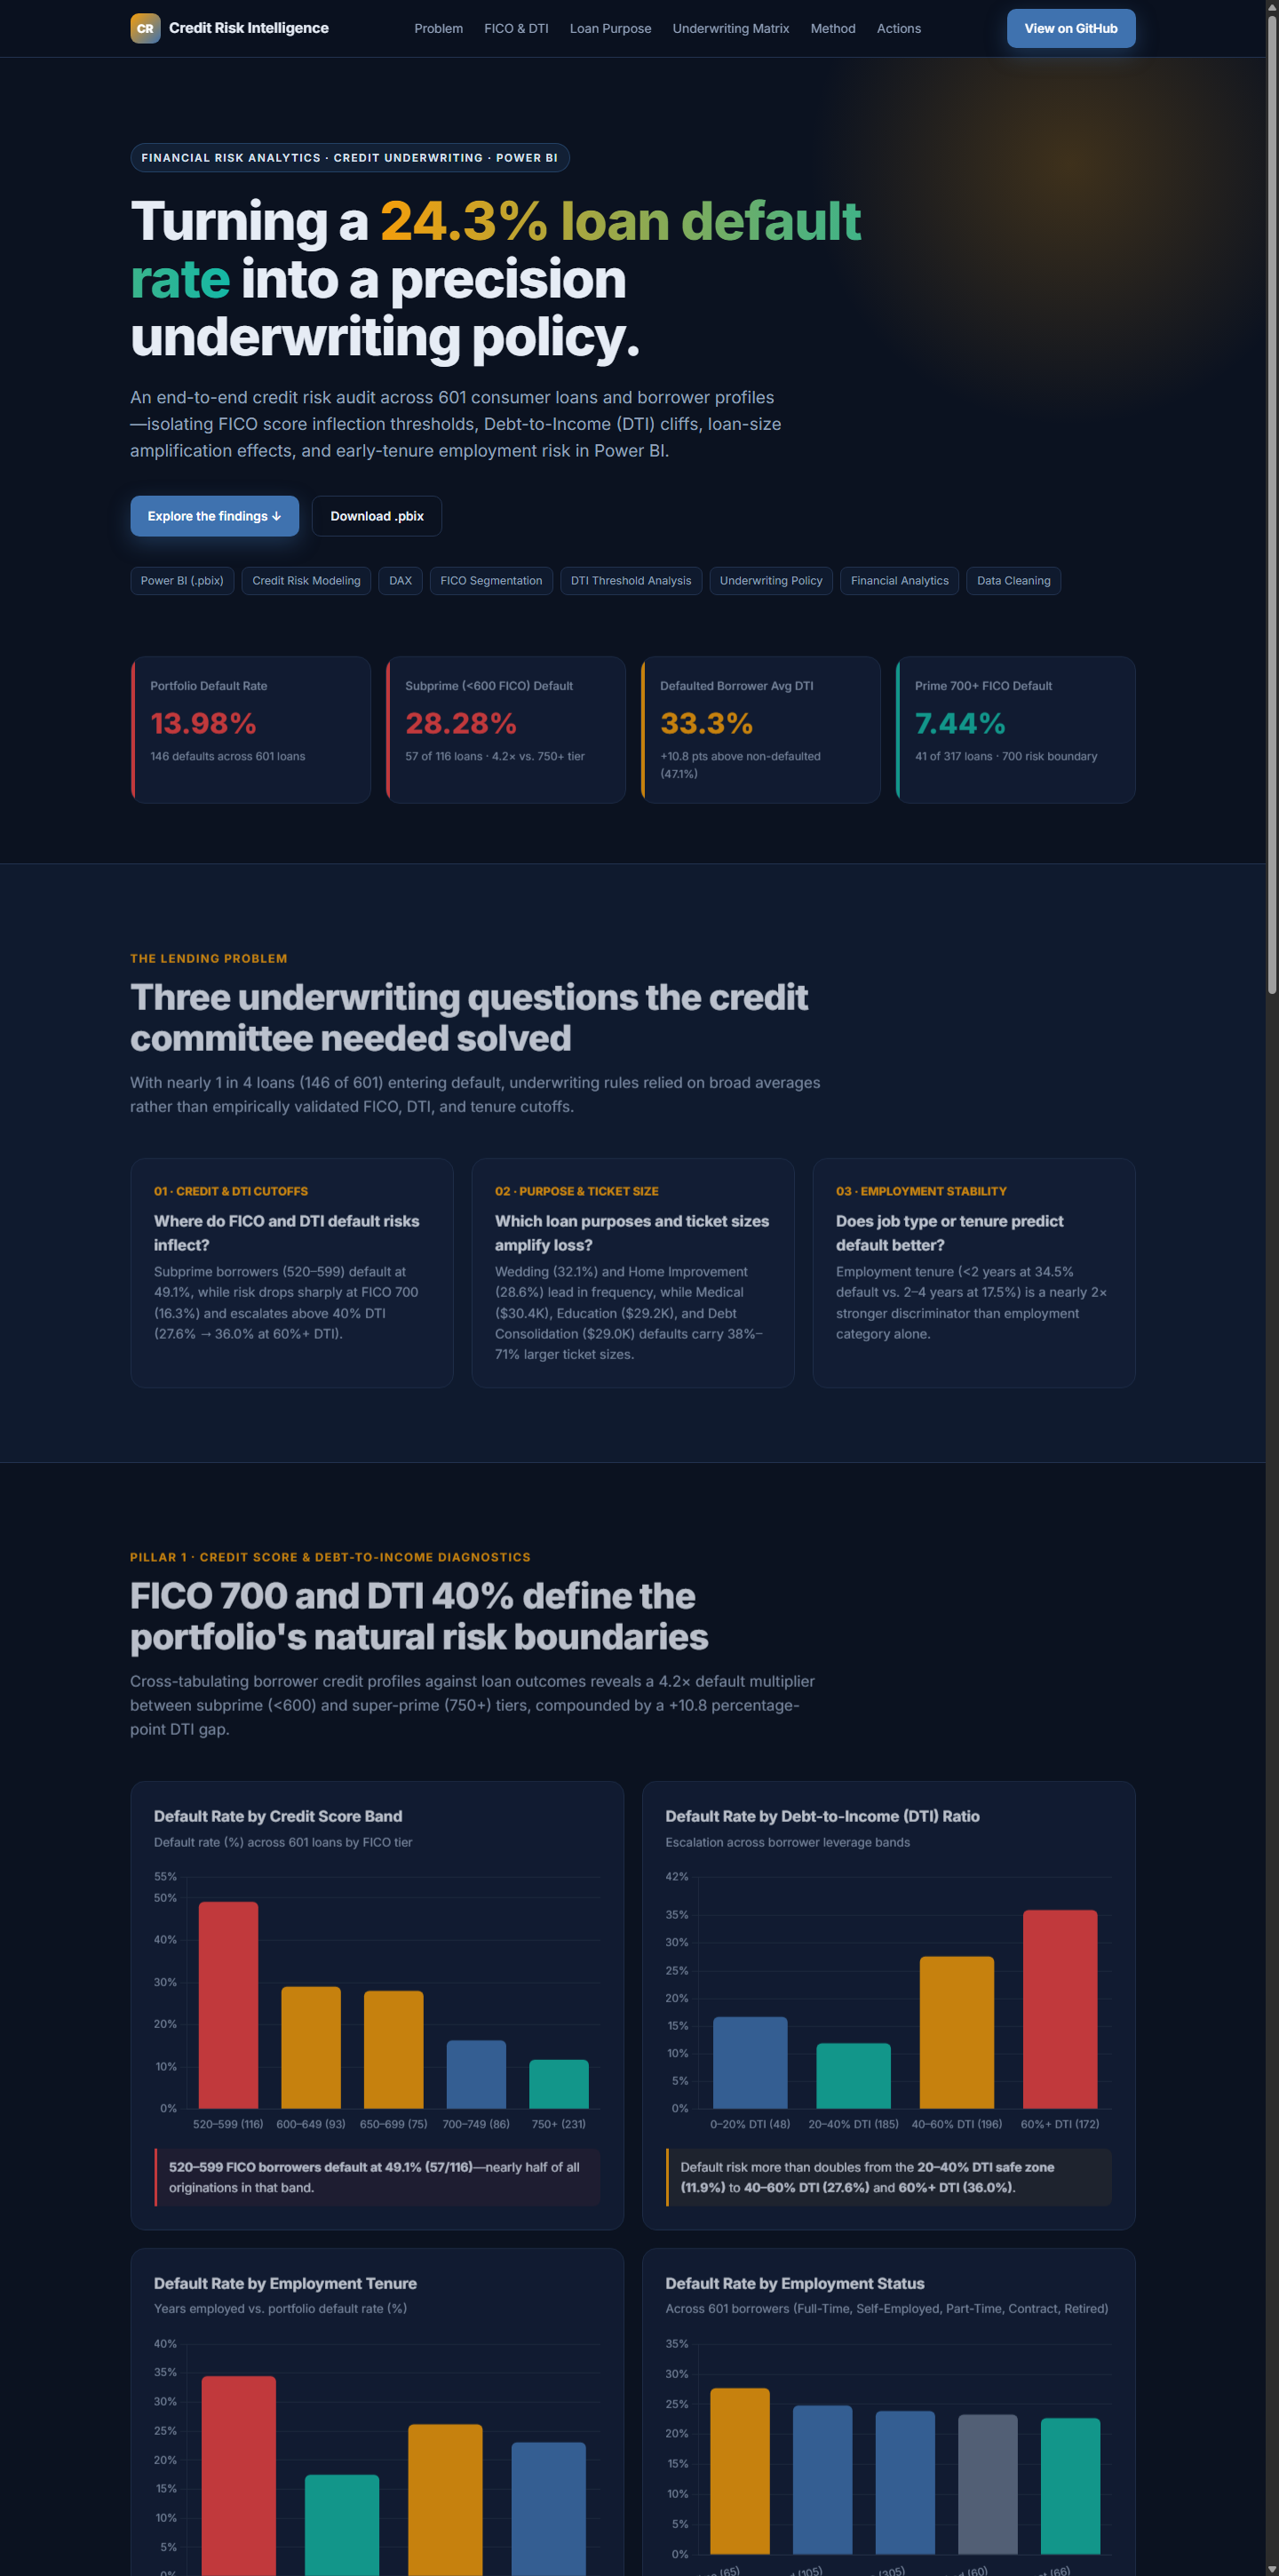 CR Credit Risk Intelligence
Problem FICO & DTI Loan Purpose Underwriting Matrix Method Actions
View on GitHub
FINANCIAL RISK ANALYTICS · CREDIT UNDERWRITING · POWER BI
Turning a 24.3% loan default
rate into a precision
underwriting policy.
An end-to-end credit risk audit across 601 consumer loans and borrower profiles
—isolating FICO score inflection thresholds, Debt-to-Income (DTI) cliffs, loan-size
amplification effects, and early-tenure employment risk in Power BI.
Explore the findings ↓ Download .pbix
Power BI (.pbix) Credit Risk Modeling DAX FICO Segmentation DTI Threshold Analysis Underwriting Policy Financial Analytics Data Cleaning
Portfolio Default Rate
13.98%
146 defaults across 601 loans
Subprime (<600 FICO) Default
28.28%
57 of 116 loans · 4.2× vs. 750+ tier
Defaulted Borrower Avg DTI
33.3%
+10.8 pts above non-defaulted
(47.1%)
Prime 700+ FICO Default
7.44%
41 of 317 loans · 700 risk boundary
THE LENDING PROBLEM
Three underwriting questions the credit
committee needed solved
With nearly 1 in 4 loans (146 of 601) entering default, underwriting rules relied on broad averages
rather than empirically validated FICO, DTI, and tenure cutoffs.
01 · CREDIT & DTI CUTOFFS
Where do FICO and DTI default risks
inflect?
Subprime borrowers (520–599) default at
49.1%, while risk drops sharply at FICO 700
(16.3%) and escalates above 40% DTI
(27.6% → 36.0% at 60%+ DTI).
02 · PURPOSE & TICKET SIZE
Which loan purposes and ticket sizes
amplify loss?
Wedding (32.1%) and Home Improvement
(28.6%) lead in frequency, while Medical
($30.4K), Education ($29.2K), and Debt
Consolidation ($29.0K) defaults carry 38%–
71% larger ticket sizes.
03 · EMPLOYMENT STABILITY
Does job type or tenure predict
default better?
Employment tenure (<2 years at 34.5%
default vs. 2–4 years at 17.5%) is a nearly 2×
stronger discriminator than employment
category alone.
PILLAR 1 · CREDIT SCORE & DEBT-TO-INCOME DIAGNOSTICS
FICO 700 and DTI 40% define the
portfolio's natural risk boundaries
Cross-tabulating borrower credit profiles against loan outcomes reveals a 4.2× default multiplier
between subprime (<600) and super-prime (750+) tiers, compounded by a +10.8 percentage-
point DTI gap.
Default Rate by Credit Score Band
Default rate (%) across 601 loans by FICO tier
55%
50%
40%
30%
20%
10%
0%
520–599 (116) 600–649 (93) 650–699 (75) 700–749 (86) 750+ (231)
520–599 FICO borrowers default at 49.1% (57/116)—nearly half of all
originations in that band.
Default Rate by Debt-to-Income (DTI) Ratio
Escalation across borrower leverage bands
42%
35%
30%
25%
20%
15%
10%
5%
0%
0–20% DTI (48) 20–40% DTI (185) 40–60% DTI (196) 60%+ DTI (172)
Default risk more than doubles from the 20–40% DTI safe zone
(11.9%) to 40–60% DTI (27.6%) and 60%+ DTI (36.0%).
Default Rate by Employment Tenure
Years employed vs. portfolio default rate (%)
40%
35%
30%
25%
20%
15%
10%
5%
0%
Default Rate by Employment Status
Across 601 borrowers (Full-Time, Self-Employed, Part-Time, Contract, Retired)
35%
30%
25%
20%
15%
10%
5%
0%
(65) (105) (305) (60) (66)